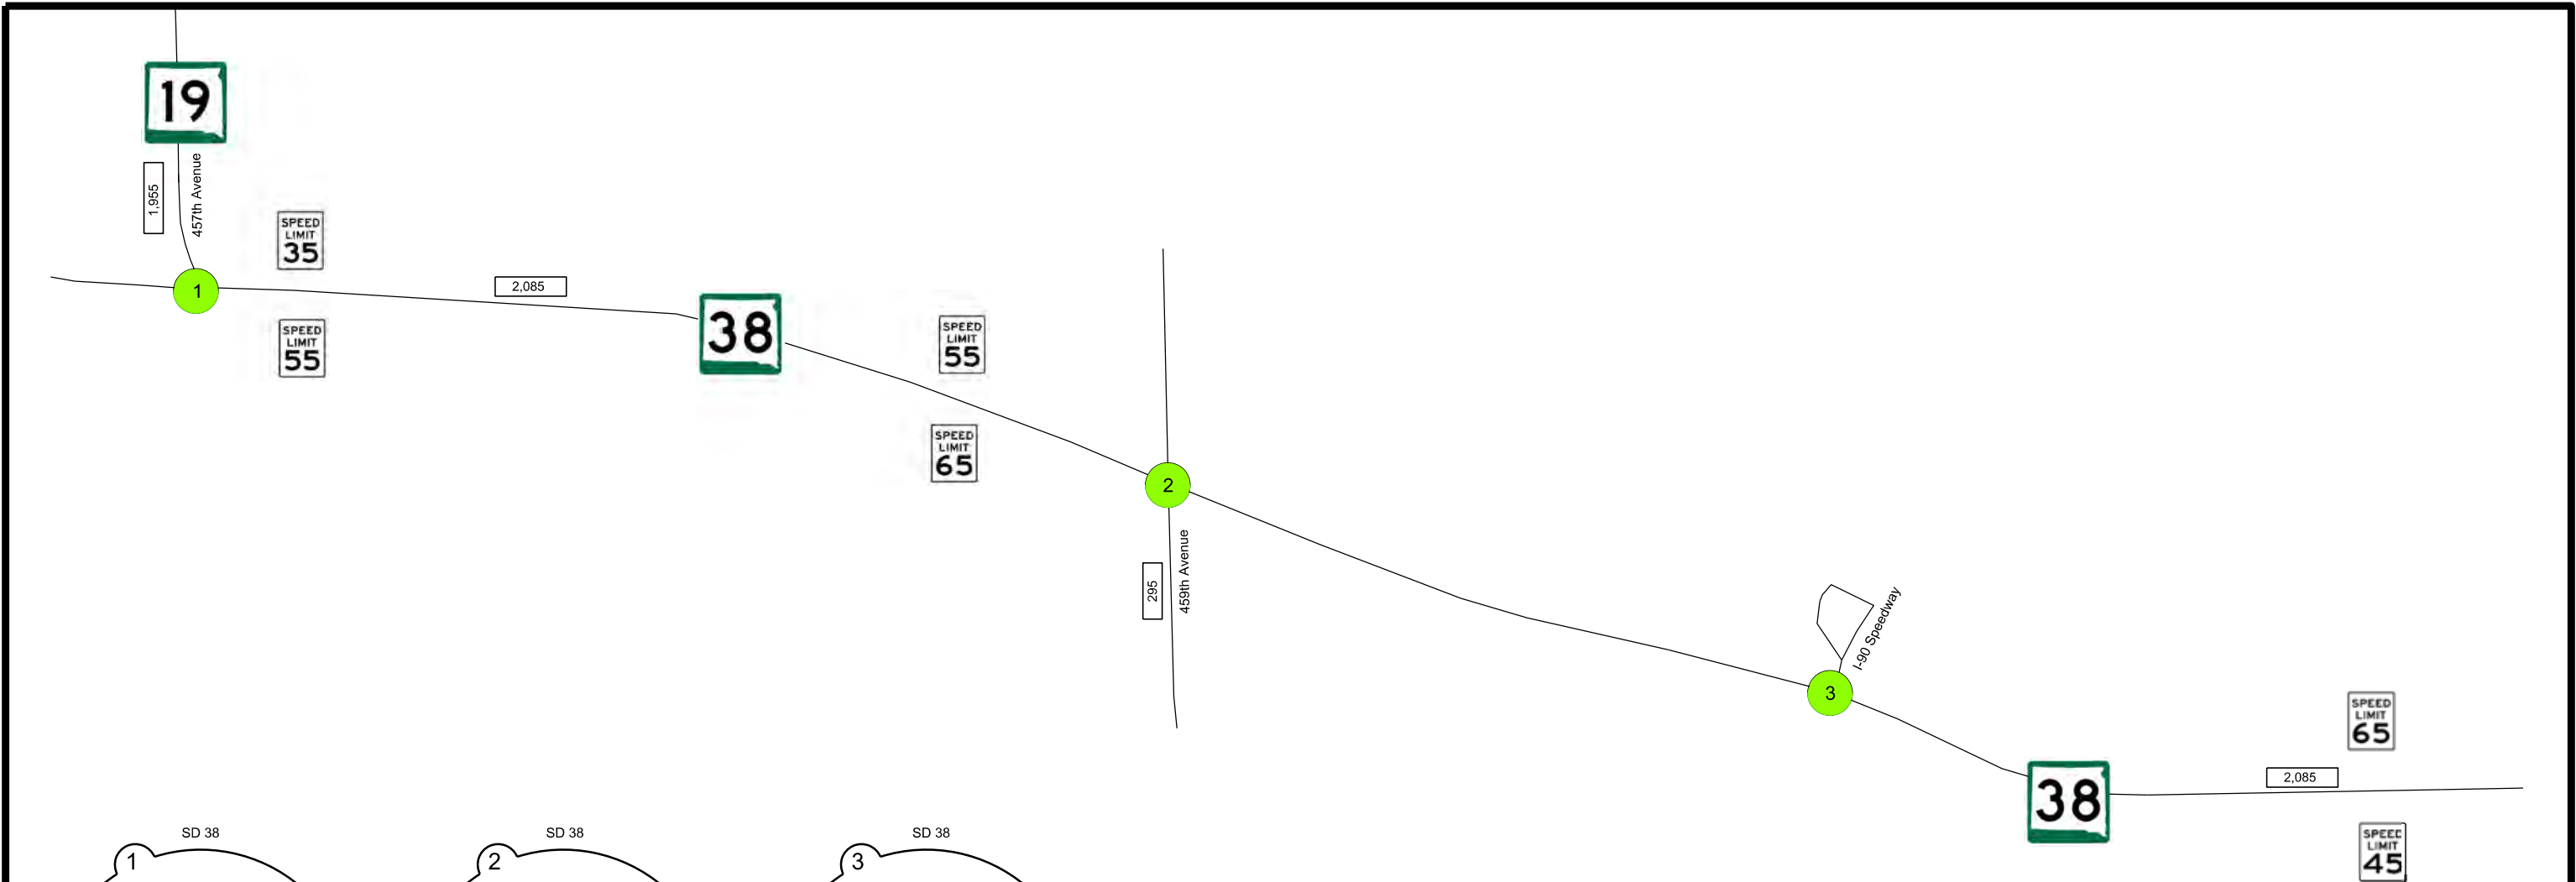 19
1,955
457th Avenue
SPEED
LIMIT
35
1
2,085
SPEED
LIMIT
55
38
SPEED
LIMIT
55
SPEED
LIMIT
65
2
295
459th Avenue
I-90 Speedway
3
SPEED
LIMIT
65
38
2,085
SPEED
LIMIT
45
SD 38
1
SD 38
2
SD 38
3